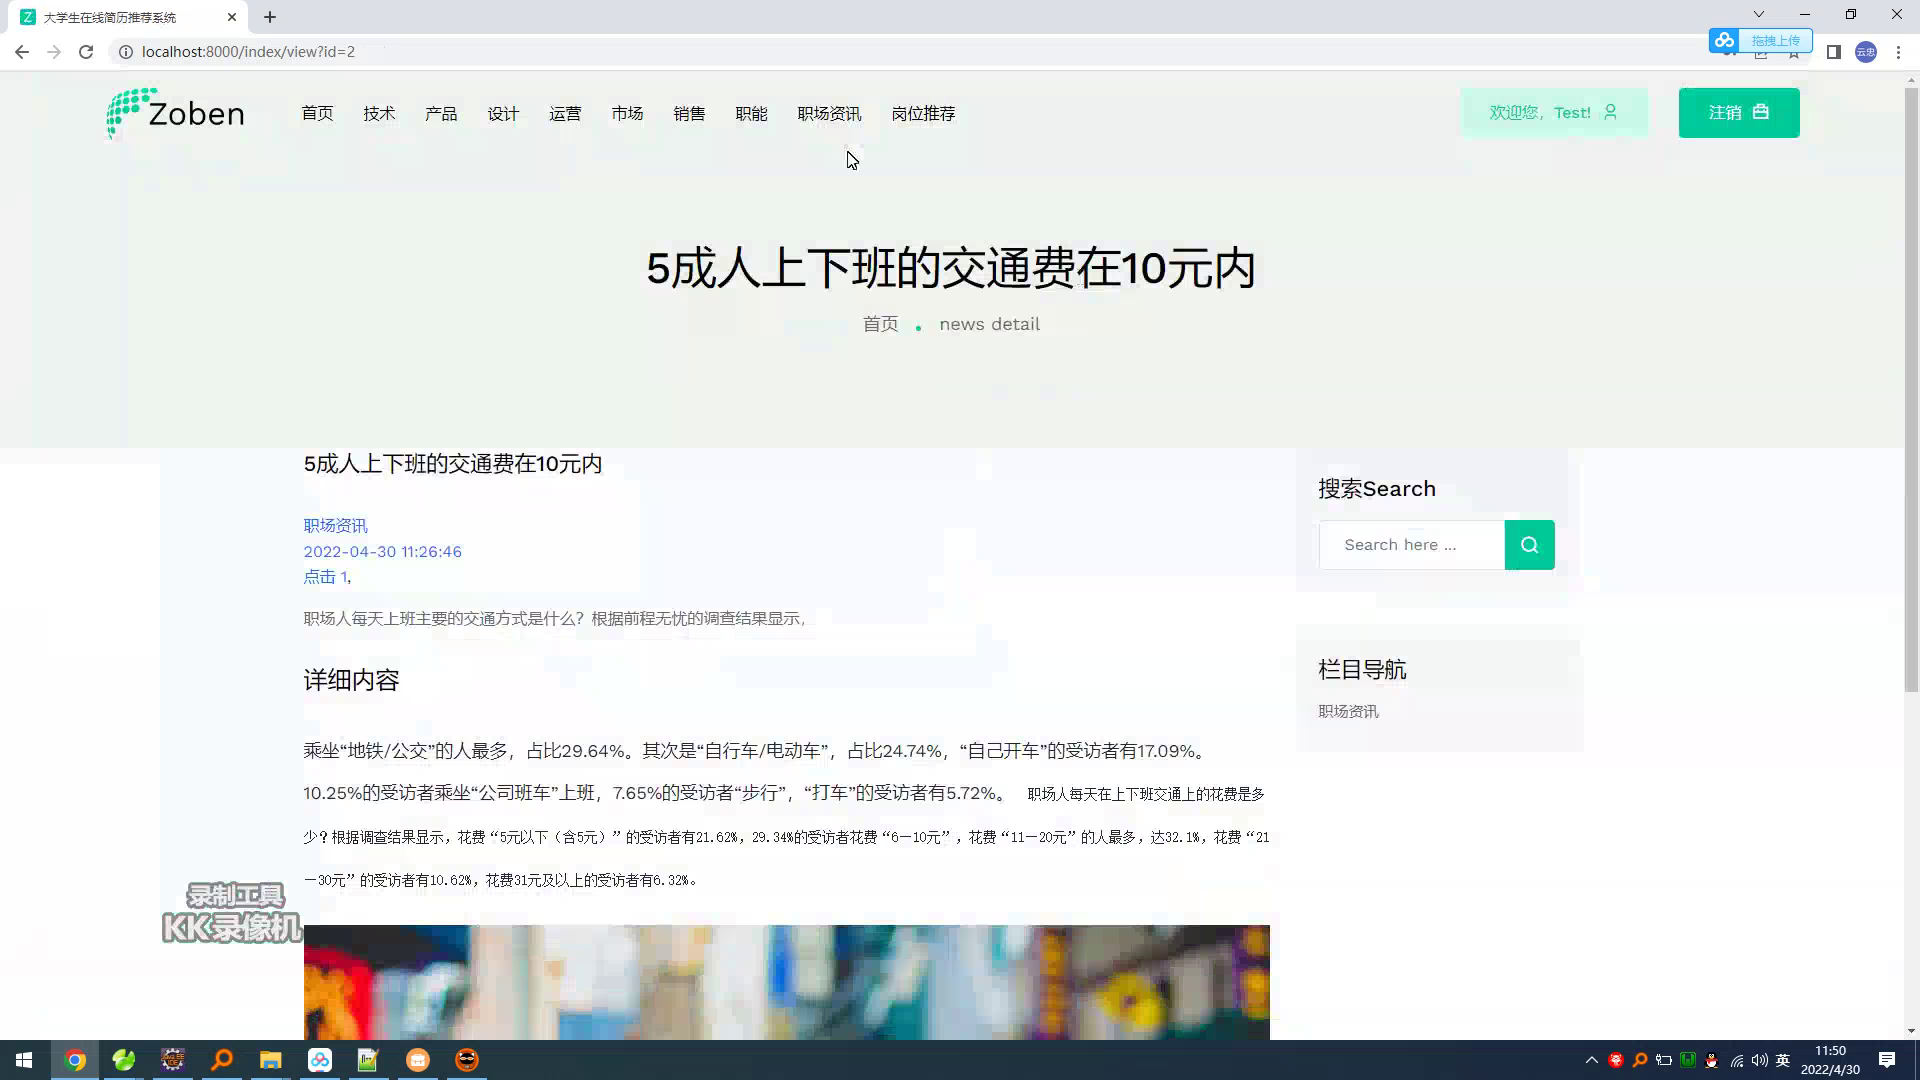 大学生在线简历推荐系统
localhost:8000/index/view?id=2
拖拽上传
云忠
Zoben
首页 技术 产品 设计 运营 市场 销售 职能 职场资讯 岗位推荐
欢迎您，Test!
注销
5成人上下班的交通费在10元内
首页 news detail
5成人上下班的交通费在10元内
职场资讯
2022-04-30 11:26:46
点击 1,
职场人每天上班主要的交通方式是什么？根据前程无忧的调查结果显示，
详细内容
乘坐“地铁/公交”的人最多，占比29.64%。其次是“自行车/电动车”，占比24.74%，“自己开车”的受访者有17.09%。
10.25%的受访者乘坐“公司班车”上班，7.65%的受访者“步行”，“打车”的受访者有5.72%。 职场人每天在上下班交通上的花费是多
少？根据调查结果显示，花费“5元以下（含5元）”的受访者有21.62%，29.34%的受访者花费“6—10元”，花费“11—20元”的人最多，达32.1%，花费“21
—30元”的受访者有10.62%，花费31元及以上的受访者有6.32%。
搜索Search
Search here ...
栏目导航
职场资讯
录制工具
KK录像机
英
11:50
2022/4/30